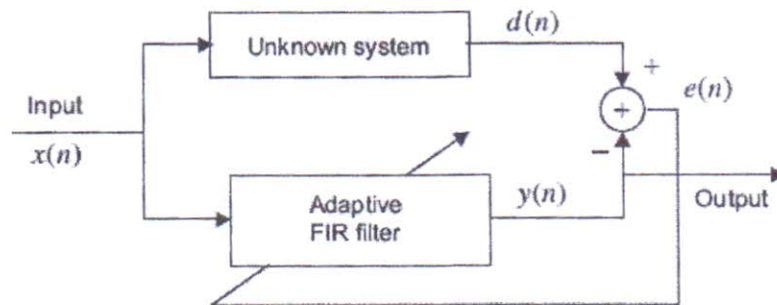 Unknown system
d(n)
+
e(n)
Input
x(n)
+
−
Adaptive
FIR filter
y(n)
Output